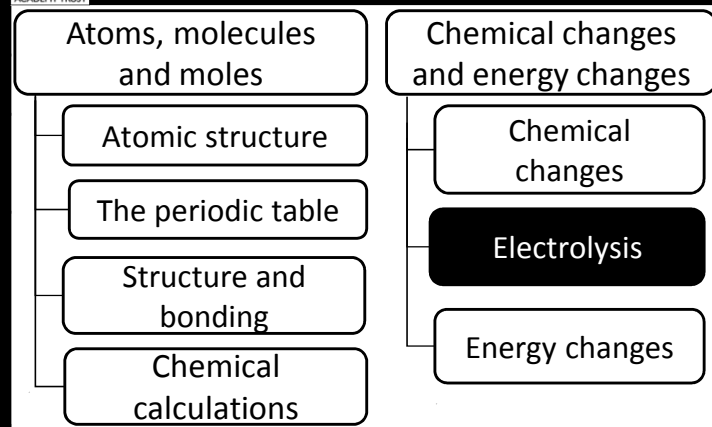 Atoms, molecules
and moles
Atomic structure
The periodic table
Structure and
bonding
Chemical
calculations
Chemical changes
and energy changes
Chemical
changes
Electrolysis
Energy changes